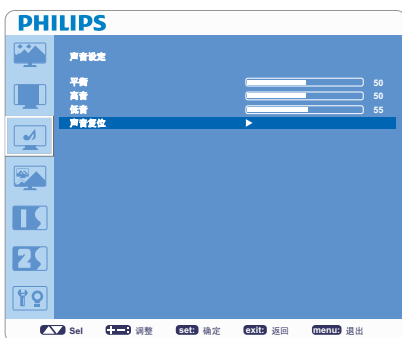 PHILIPS
声音设定
平衡 50
高音 50
低音 55
声音复位
Sel 调整 set: 确定 exit: 返回 menu: 退出